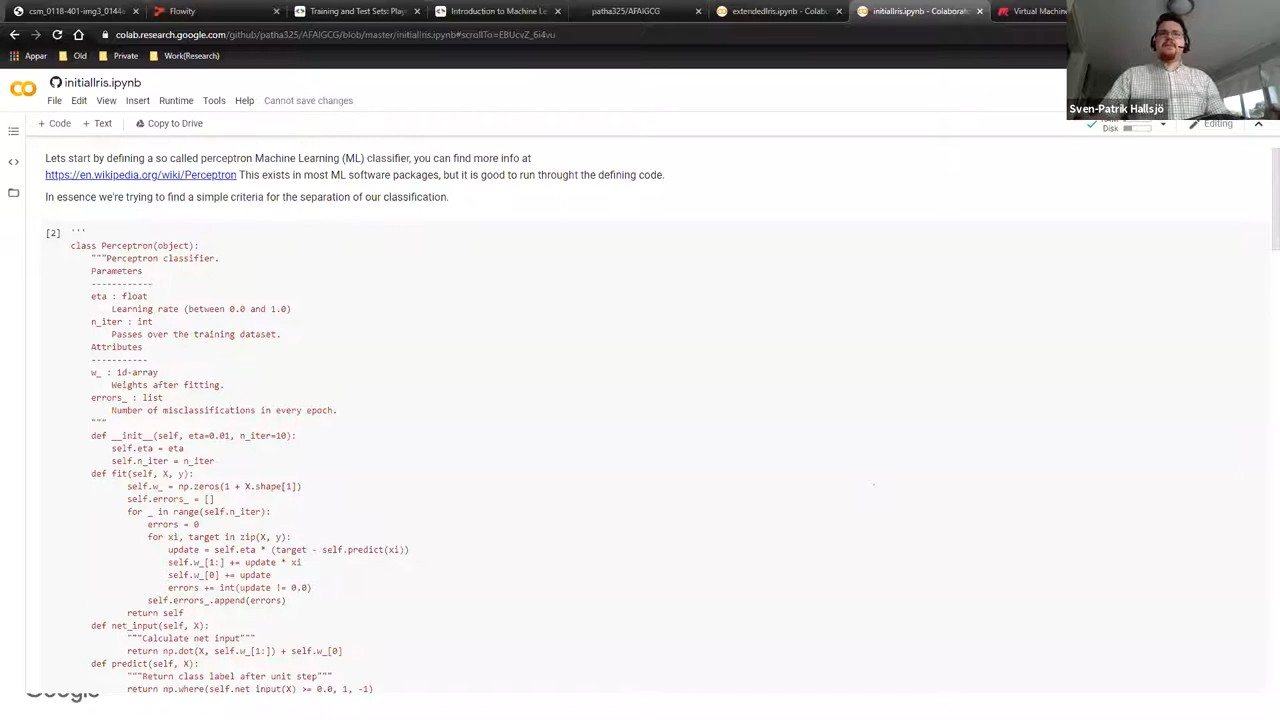 csm_0118-401-img3_0144
Flowity
Training and Test Sets: Play
Introduction to Machine Le
patha325/AFAIGCG
extendedIris.ipynb - Colab
initialIris.ipynb - Colaborat
Virtual Machin
colab.research.google.com/github/patha325/AFAIGCG/blob/master/initialIris.ipynb#scrollTo=EBUcvZ_6i4vu
Appar
Old
Private
Work(Research)
initialIris.ipynb
File Edit View Insert Runtime Tools Help Cannot save changes
+ Code + Text Copy to Drive
Sven-Patrik Hallsjö
Disk
Editing
Lets start by defining a so called perceptron Machine Learning (ML) classifier, you can find more info at
https://en.wikipedia.org/wiki/Perceptron This exists in most ML software packages, but it is good to run throught the defining code.
In essence we're trying to find a simple criteria for the separation of our classification.
[2] '''
class Perceptron(object):
"""Perceptron classifier.
Parameters
------------
eta : float
Learning rate (between 0.0 and 1.0)
n_iter : int
Passes over the training dataset.
Attributes
-----------
w_ : 1d-array
Weights after fitting.
errors_ : list
Number of misclassifications in every epoch.
"""
def __init__(self, eta=0.01, n_iter=10):
self.eta = eta
self.n_iter = n_iter
def fit(self, X, y):
self.w_ = np.zeros(1 + X.shape[1])
self.errors_ = []
for _ in range(self.n_iter):
errors = 0
for xi, target in zip(X, y):
update = self.eta * (target - self.predict(xi))
self.w_[1:] += update * xi
self.w_[0] += update
errors += int(update != 0.0)
self.errors_.append(errors)
return self
def net_input(self, X):
"""Calculate net input"""
return np.dot(X, self.w_[1:]) + self.w_[0]
def predict(self, X):
"""Return class label after unit step"""
return np.where(self.net_input(X) >= 0.0, 1, -1)
Google